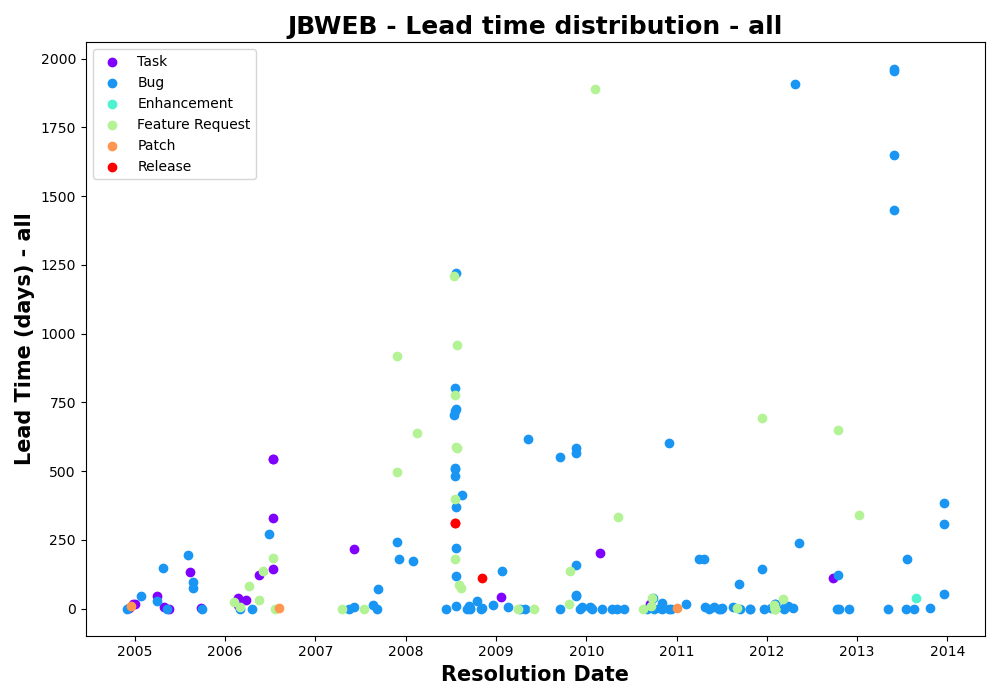 JBWEB - Lead time distribution - all
Task
Bug
Enhancement
Feature Request
Patch
Release
Lead Time (days) - all
2000
1750
1500
1250
1000
750
500
250
0
2005 2006 2007 2008 2009 2010 2011 2012 2013 2014
Resolution Date